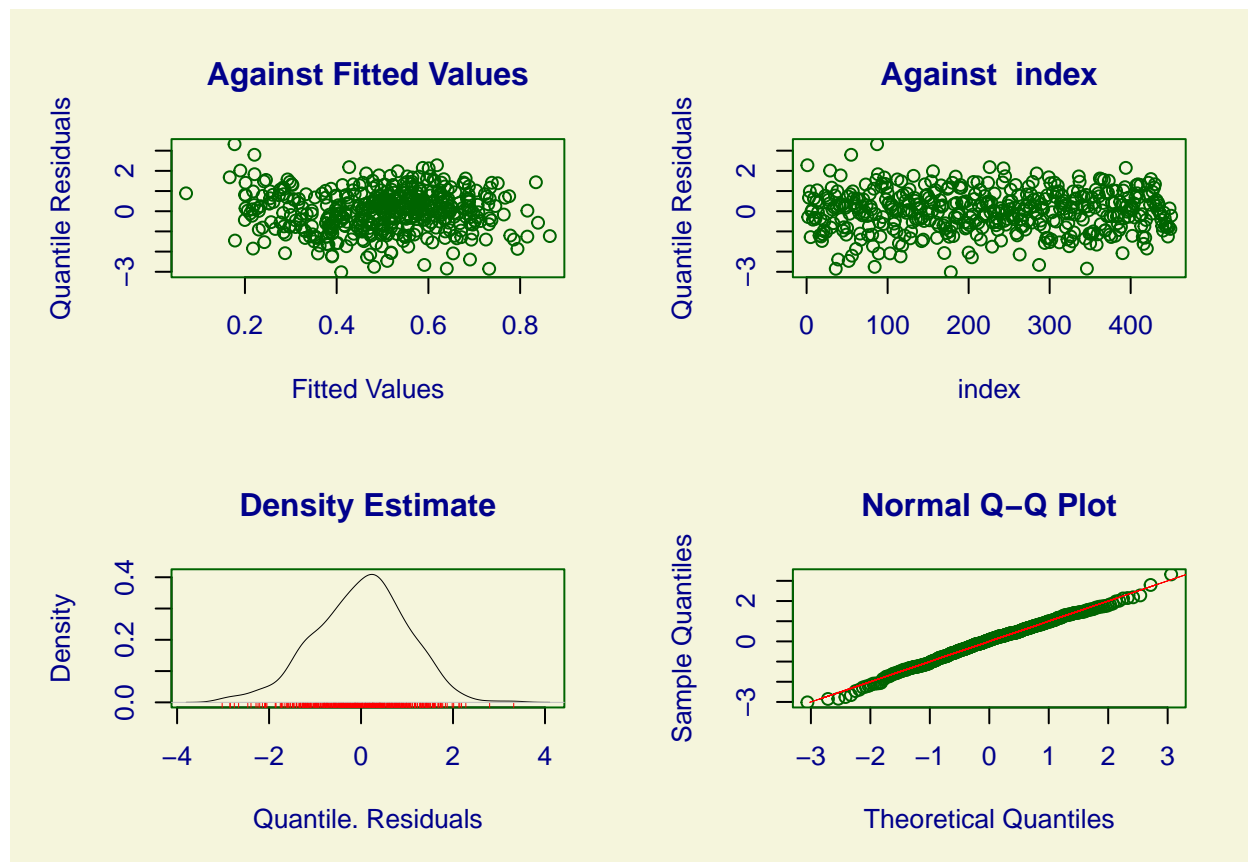 Against Fitted Values
Quantile Residuals
−3 0 2
0.2 0.4 0.6 0.8
Fitted Values
Against  index
Quantile Residuals
−3 0 2
0 100 200 300 400
index
Density Estimate
Density
0.0 0.2 0.4
−4 −2 0 2 4
Quantile. Residuals
Normal Q−Q Plot
Sample Quantiles
−3 0 2
−3 −2 −1 0 1 2 3
Theoretical Quantiles